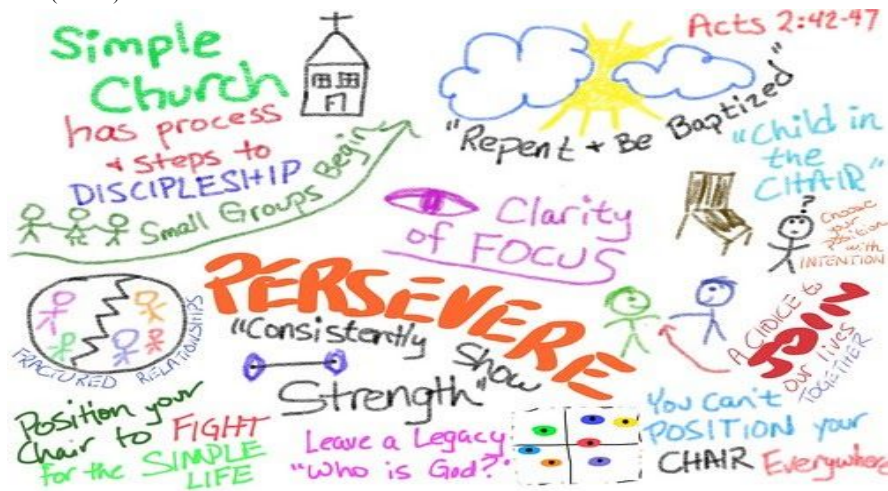 Simple
Church
has process
+ steps to
DISCIPLESHIP
Small Groups Begin
Acts 2:42-47
"Repent + Be Baptized"
"Child in
the
CHAIR"
?
Choose
your
position
with
INTENTION
Clarity
of FOCUS
PERSEVERE
"Consistently Show
Strength"
FRACTURED RELATIONSHIPS
A CHOICE to
JOIN
our lives
TOGETHER
Position your
Chair to FIGHT
for the SIMPLE
LIFE
Leave a Legacy
"Who is God?"
You Can't
POSITION your
CHAIR Everywhere